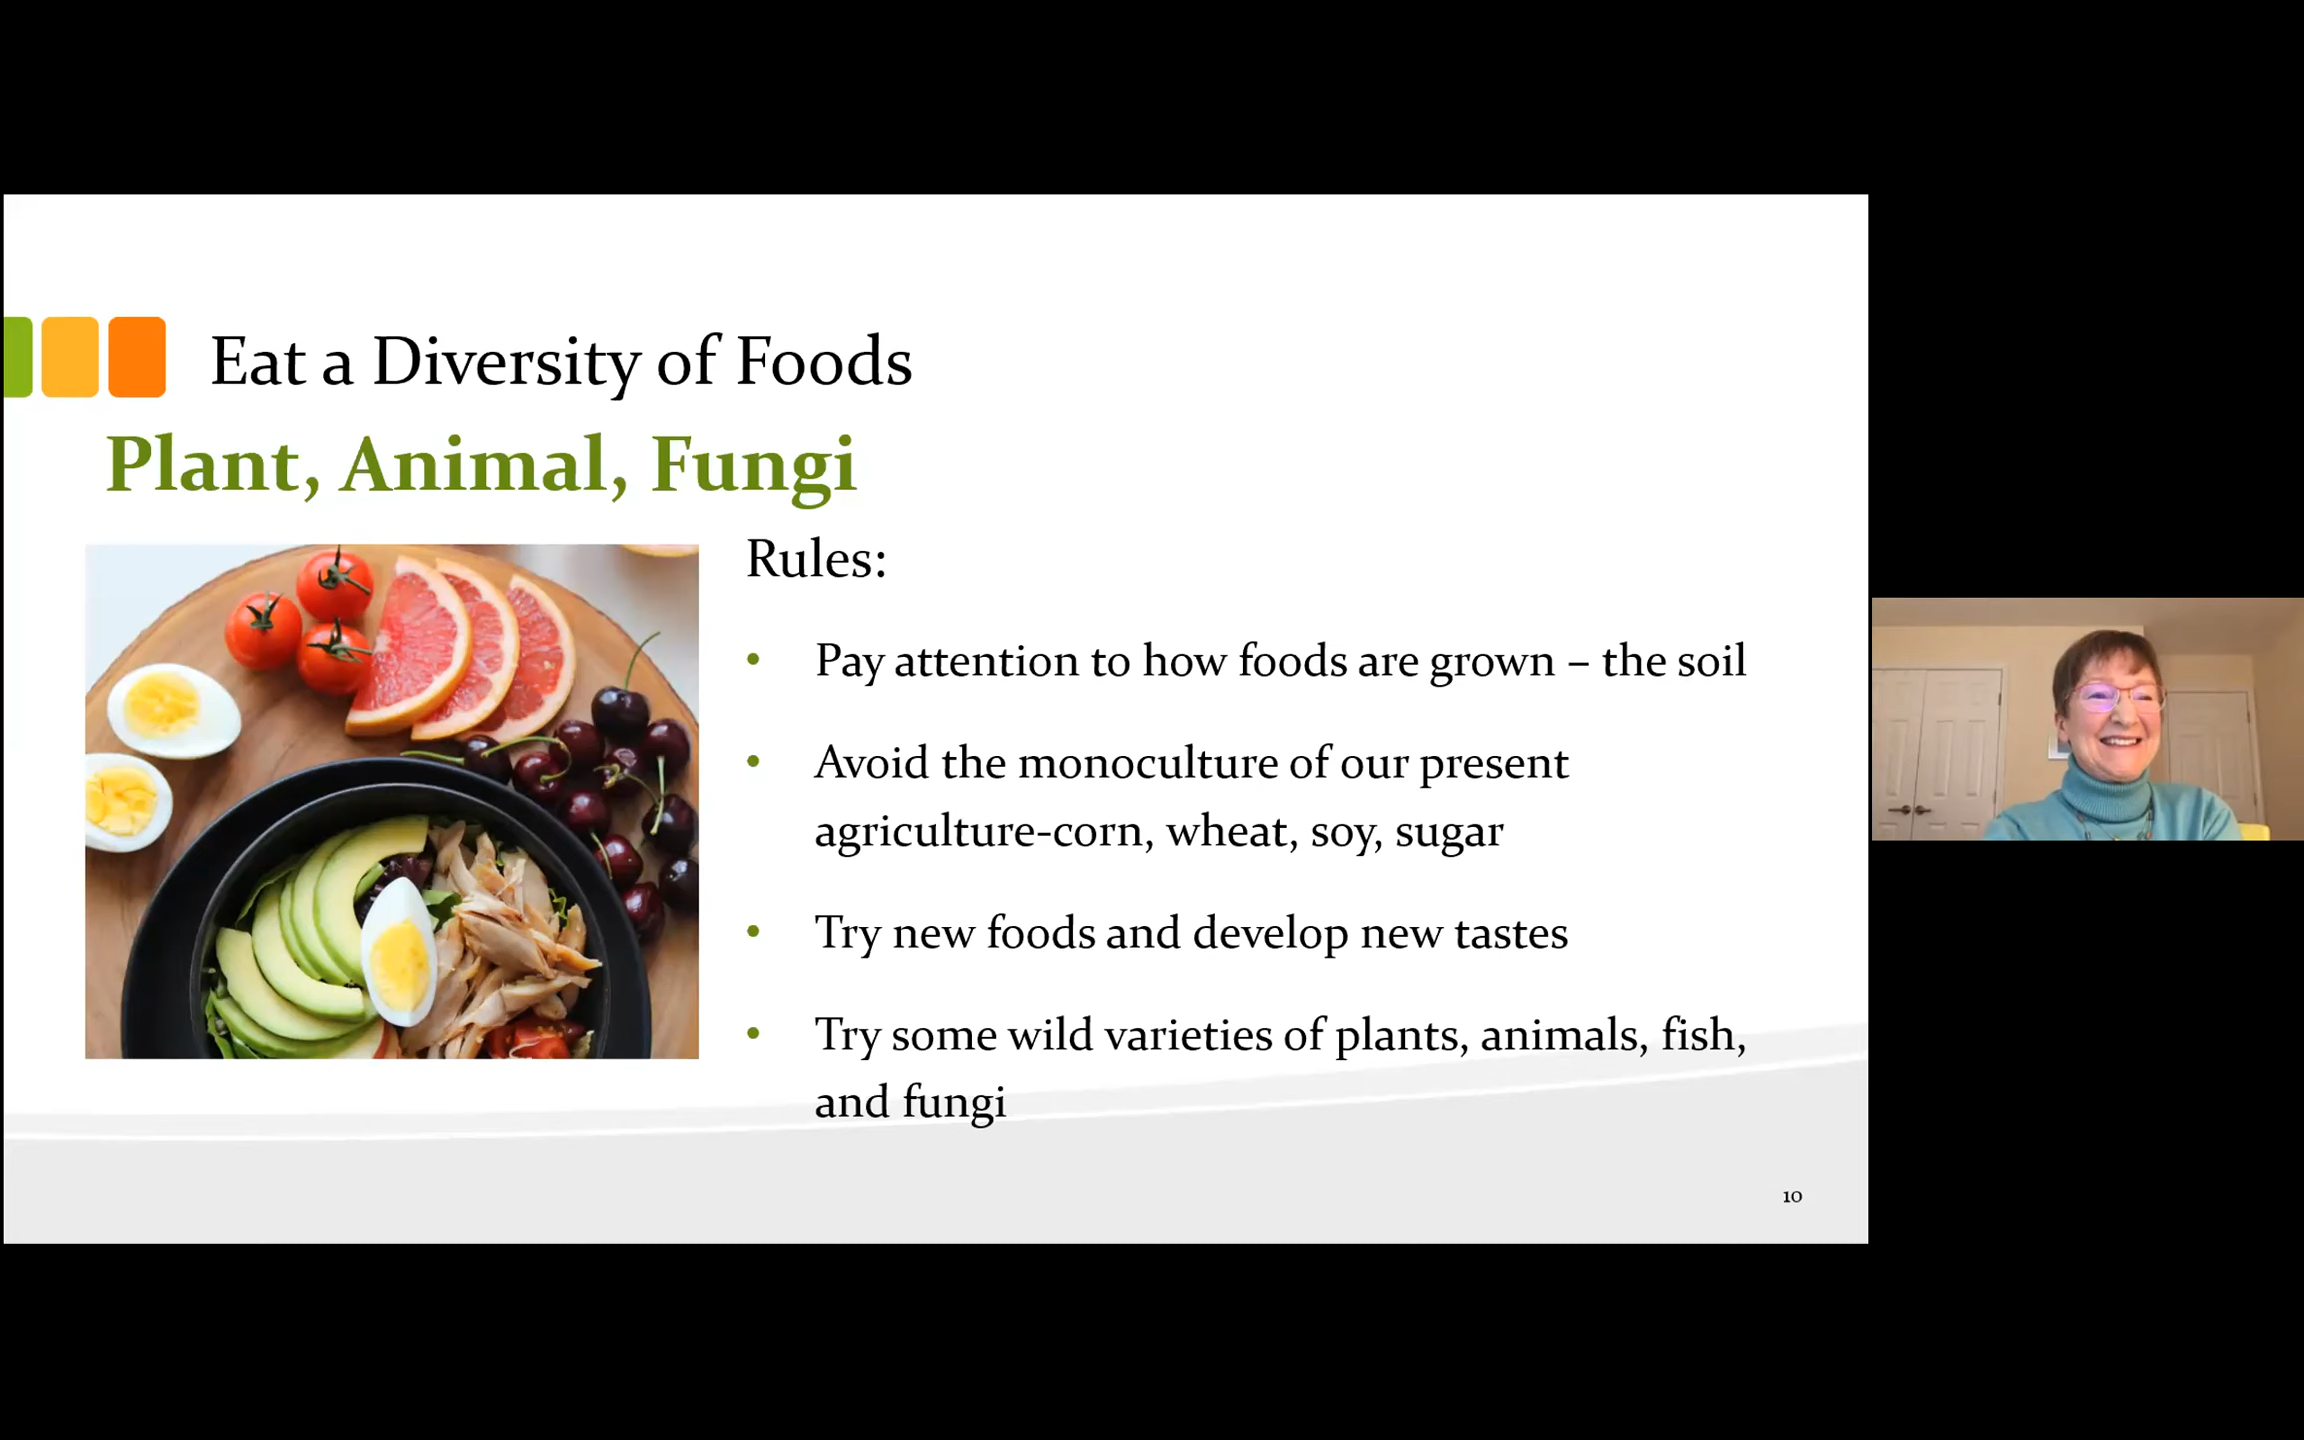 Eat a Diversity of Foods
Plant, Animal, Fungi
Rules:
• Pay attention to how foods are grown – the soil
• Avoid the monoculture of our present
agriculture-corn, wheat, soy, sugar
• Try new foods and develop new tastes
• Try some wild varieties of plants, animals, fish,
and fungi
10